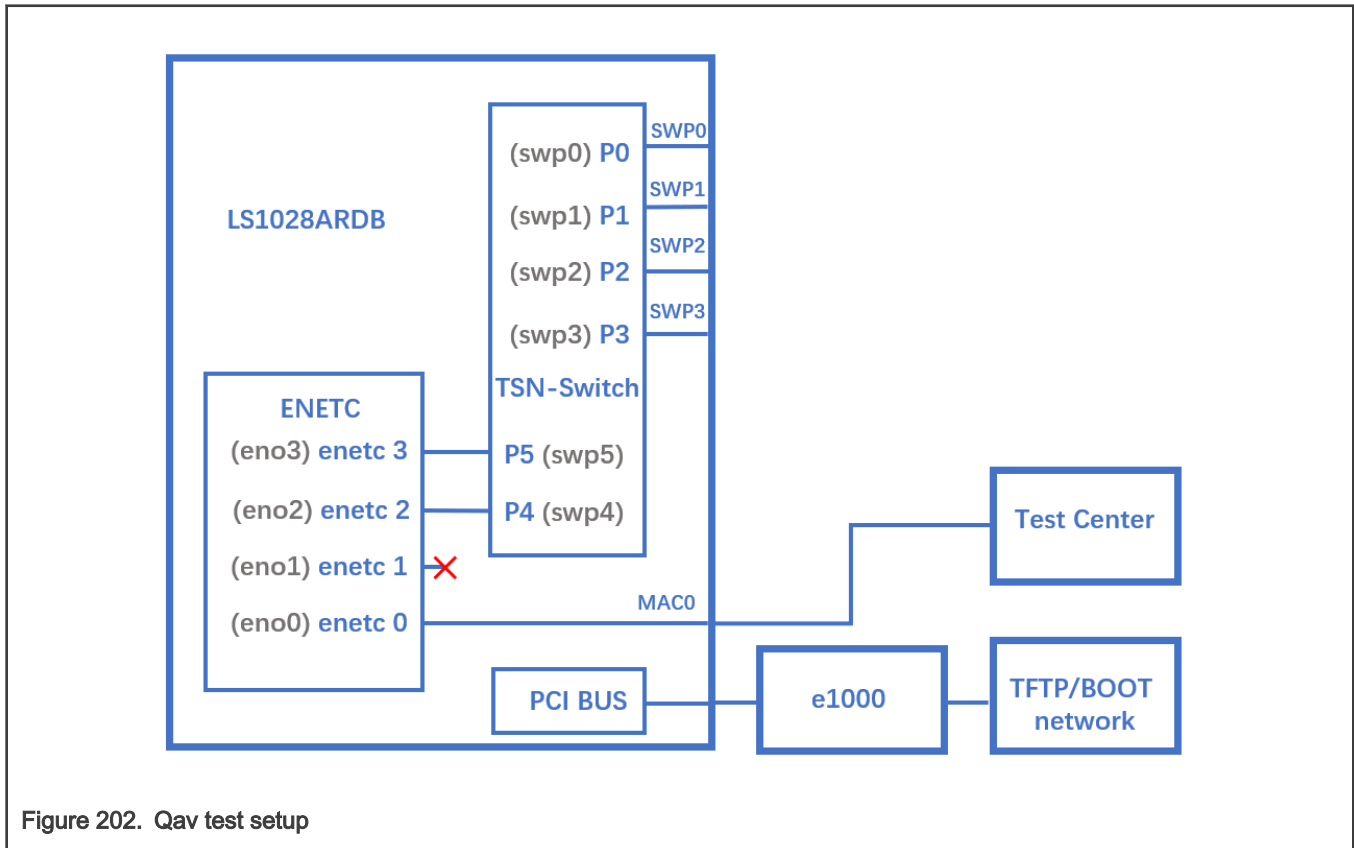 SWP0
(swp0) P0
SWP1
LS1028ARDB
(swp1) P1
SWP2
(swp2) P2
SWP3
(swp3) P3
TSN-Switch
ENETC
(eno3) enetc 3
P5 (swp5)
(eno2) enetc 2
P4 (swp4)
Test Center
(eno1) enetc 1
MAC0
(eno0) enetc 0
PCI BUS
e1000
TFTP/BOOT
network
Figure 202. Qav test setup